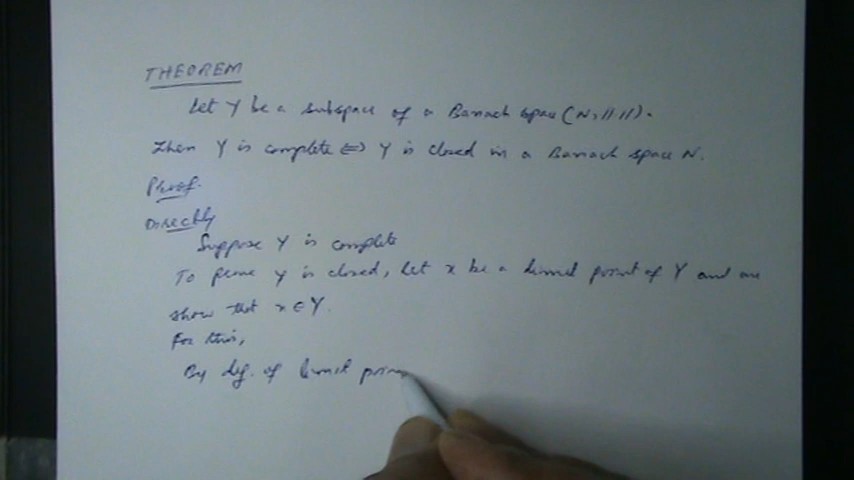 THEOREM
Let Y be a subspace of a Banach space (N, || ||).
Then Y is complete ⇔ Y is closed in a Banach space N.
Proof.
Directly
Suppose Y is complete
To prove Y is closed, Let x be a limit point of Y and we
show that x ∈ Y.
For this,
By def. of limit poin